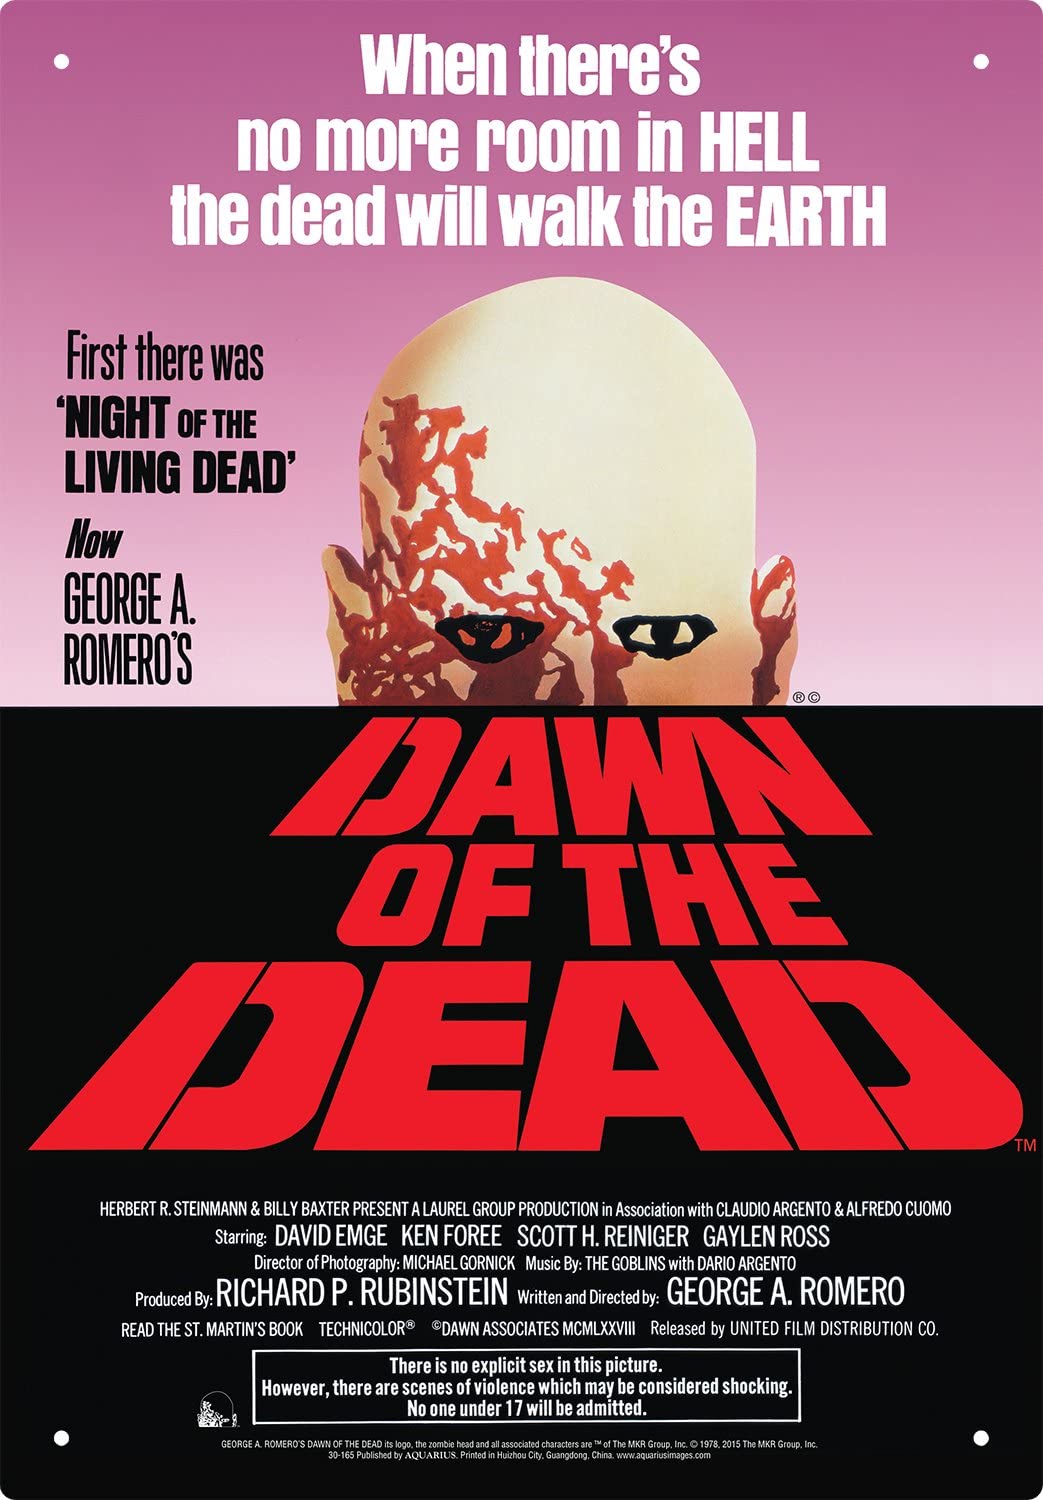 When there's
no more room in HELL
the dead will walk the EARTH
First there was
'NIGHT OF THE
LIVING DEAD'
Now
GEORGE A.
ROMERO'S
® ©
DAWN
OF THE
DEAD
TM
HERBERT R. STEINMANN & BILLY BAXTER PRESENT A LAUREL GROUP PRODUCTION in Association with CLAUDIO ARGENTO & ALFREDO CUOMO
Starring: DAVID EMGE KEN FOREE SCOTT H. REINIGER GAYLEN ROSS
Director of Photography: MICHAEL GORNICK Music By: THE GOBLINS with DARIO ARGENTO
Produced By: RICHARD P. RUBINSTEIN Written and Directed by: GEORGE A. ROMERO
READ THE ST. MARTIN'S BOOK TECHNICOLOR® ©DAWN ASSOCIATES MCMLXXVIII Released by UNITED FILM DISTRIBUTION CO.
There is no explicit sex in this picture.
However, there are scenes of violence which may be considered shocking.
No one under 17 will be admitted.
GEORGE A. ROMERO'S DAWN OF THE DEAD its logo, the zombie head and all associated characters are ™ of The MKR Group, Inc. © 1978, 2015 The MKR Group, Inc.
30-165 Published by AQUARIUS. Printed in Huizhou City, Guangdong, China. www.aquariusimages.com